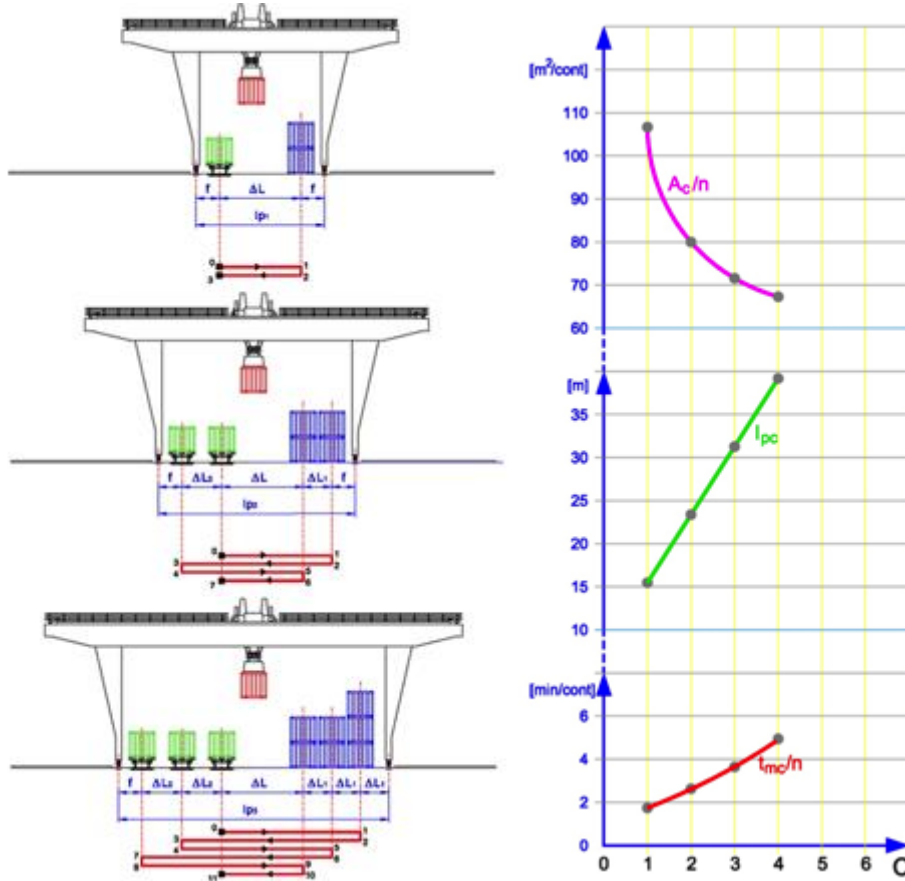 f ΔL f
lp₁
0 1
3 2
f ΔL₂ ΔL ΔL₁ f
lp₂
0 1
3 2
4 5
7 6
f ΔL₂ ΔL₂ ΔL ΔL₁ ΔL₁ ΔL₁
lp₃
0 1
3 2
4 5
7 6
8 9
11 10
[m²/cont]
110
100
A꜀/n
90
80
70
60
[m]
35
lpc
30
25
20
15
10
[min/cont]
6
4
tmc/n
2
0
0 1 2 3 4 5 6 C